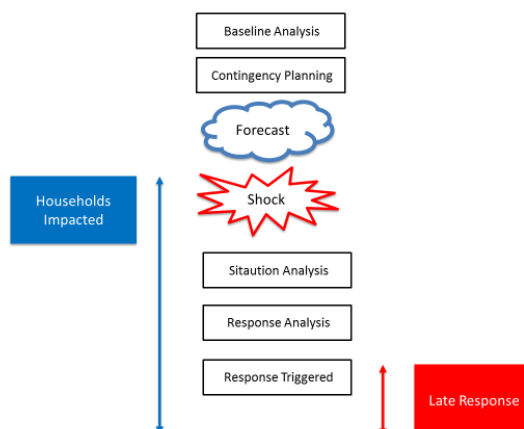 Baseline Analysis
Contingency Planning
Forecast
Shock
Households
Impacted
Sitaution Analysis
Response Analysis
Response Triggered
Late Response